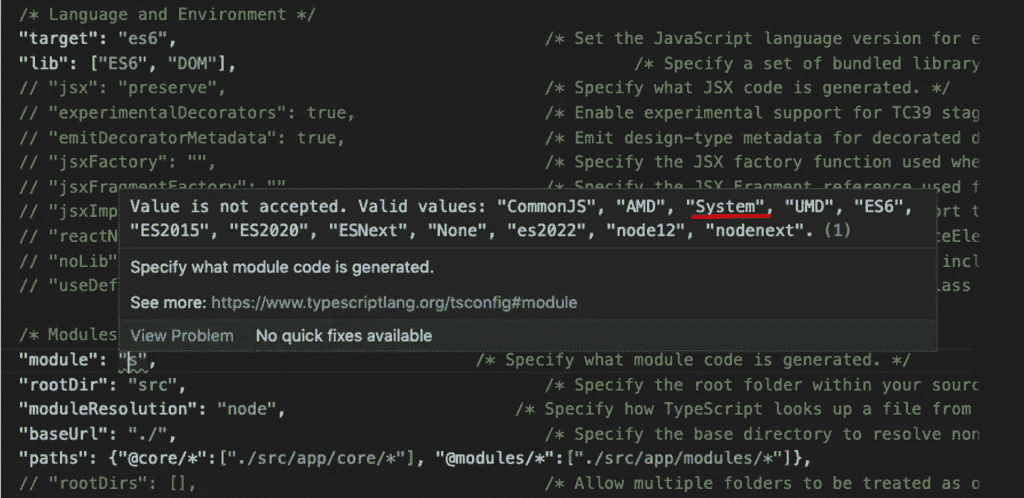 /* Language and Environment */
"target": "es6", /* Set the JavaScript language version for e
"lib": ["ES6", "DOM"], /* Specify a set of bundled library
// "jsx": "preserve", /* Specify what JSX code is generated. */
// "experimentalDecorators": true, /* Enable experimental support for TC39 stag
// "emitDecoratorMetadata": true, /* Emit design-type metadata for decorated d
// "jsxFactory": "", /* Specify the JSX factory function used whe
// "jsxFragmentFactory": "" /* Specify the JSX Fragment reference used f
// "jsxImp
Value is not accepted. Valid values: "CommonJS", "AMD", "System", "UMD", "ES6",
ort t
// "reactN
"ES2015", "ES2020", "ESNext", "None", "es2022", "node12", "nodenext". (1)
ceEle
// "noLib"
Specify what module code is generated.
incl
// "useDef
lass
See more: https://www.typescriptlang.org/tsconfig#module
/* Modules
View Problem No quick fixes available
"module": "s", /* Specify what module code is generated. */
"rootDir": "src", /* Specify the root folder within your sourc
"moduleResolution": "node", /* Specify how TypeScript looks up a file from
"baseUrl": "./", /* Specify the base directory to resolve non
"paths": {"@core/*":["./src/app/core/*"], "@modules/*":["./src/app/modules/*"]},
// "rootDirs": [], /* Allow multiple folders to be treated as o